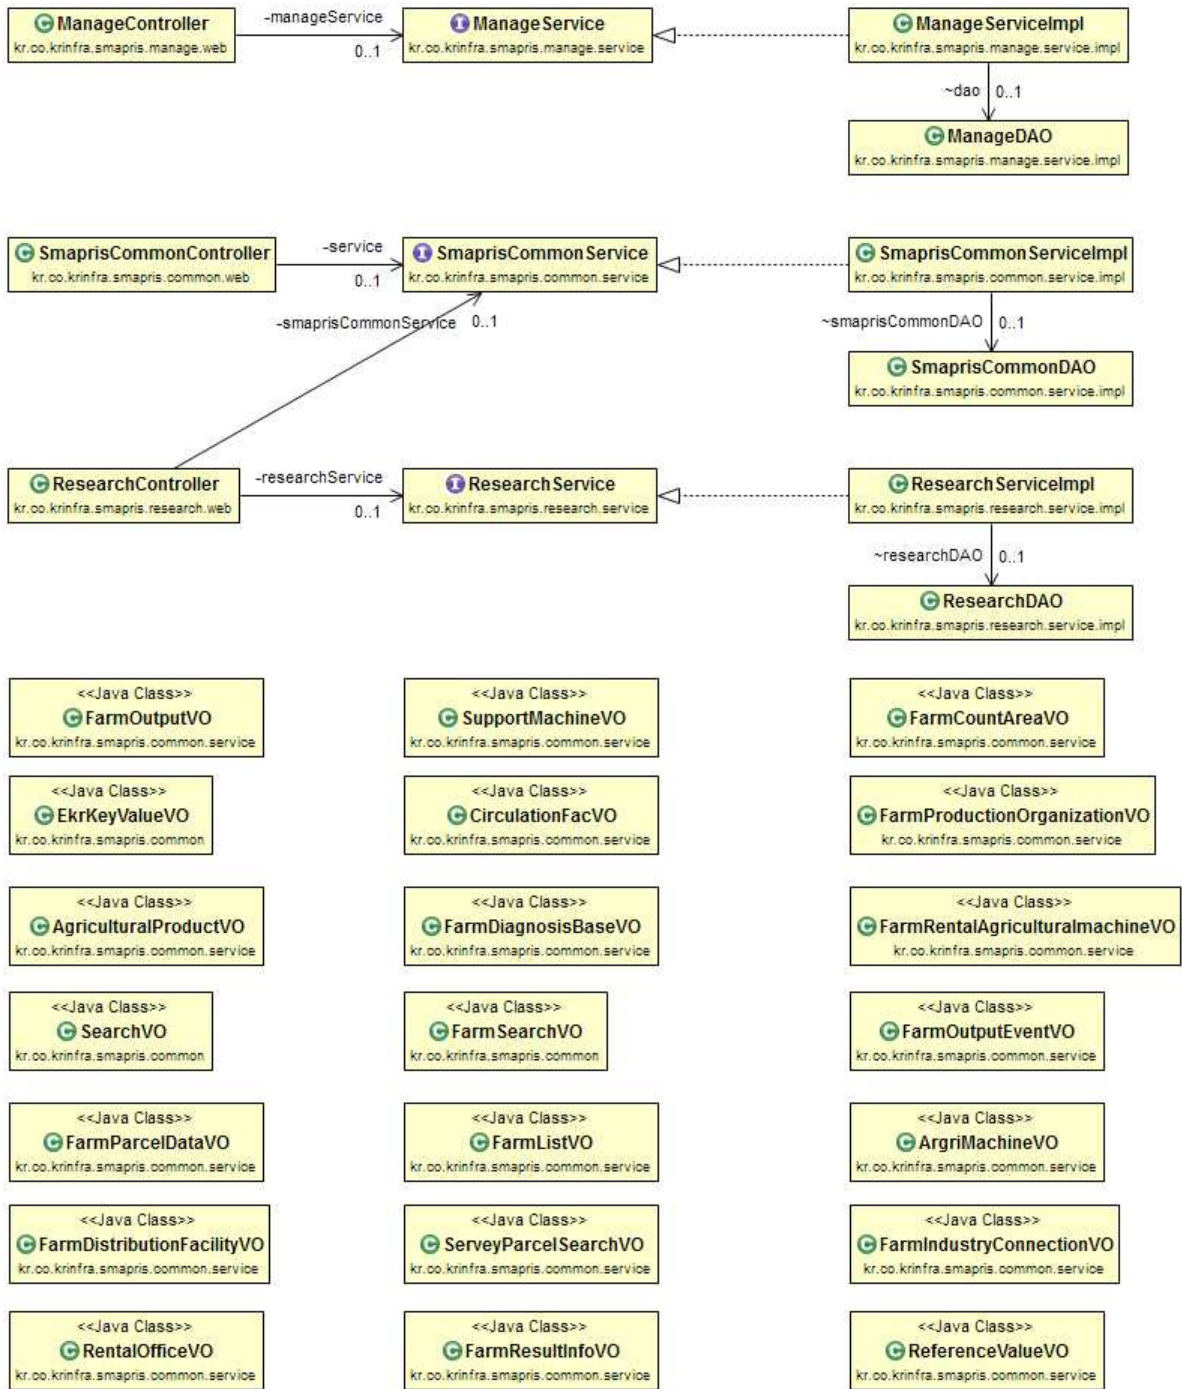 ManageController
kr.co.krinfra.smapris.manage.web
-manageService
0..1
ManageService
kr.co.krinfra.smapris.manage.service
ManageServiceImpl
kr.co.krinfra.smapris.manage.service.impl
~dao 0..1
ManageDAO
kr.co.krinfra.smapris.manage.service.impl
SmaprisCommonController
kr.co.krinfra.smapris.common.web
-service
0..1
SmaprisCommonService
kr.co.krinfra.smapris.common.service
SmaprisCommonServiceImpl
kr.co.krinfra.smapris.common.service.impl
-smaprisCommonService 0..1
~smaprisCommonDAO 0..1
SmaprisCommonDAO
kr.co.krinfra.smapris.common.service.impl
ResearchController
kr.co.krinfra.smapris.research.web
-researchService
0..1
ResearchService
kr.co.krinfra.smapris.research.service
ResearchServiceImpl
kr.co.krinfra.smapris.research.service.impl
~researchDAO 0..1
ResearchDAO
kr.co.krinfra.smapris.research.service.impl
<<Java Class>>
FarmOutputVO
kr.co.krinfra.smapris.common.service
<<Java Class>>
SupportMachineVO
kr.co.krinfra.smapris.common.service
<<Java Class>>
FarmCountAreaVO
kr.co.krinfra.smapris.common.service
<<Java Class>>
EkrKeyValueVO
kr.co.krinfra.smapris.common
<<Java Class>>
CirculationFacVO
kr.co.krinfra.smapris.common.service
<<Java Class>>
FarmProductionOrganizationVO
kr.co.krinfra.smapris.common.service
<<Java Class>>
AgriculturalProductVO
kr.co.krinfra.smapris.common.service
<<Java Class>>
FarmDiagnosisBaseVO
kr.co.krinfra.smapris.common.service
<<Java Class>>
FarmRentalAgriculturalmachineVO
kr.co.krinfra.smapris.common.service
<<Java Class>>
SearchVO
kr.co.krinfra.smapris.common
<<Java Class>>
FarmSearchVO
kr.co.krinfra.smapris.common
<<Java Class>>
FarmOutputEventVO
kr.co.krinfra.smapris.common.service
<<Java Class>>
FarmParcelDataVO
kr.co.krinfra.smapris.common.service
<<Java Class>>
FarmListVO
kr.co.krinfra.smapris.common.service
<<Java Class>>
ArgriMachineVO
kr.co.krinfra.smapris.common.service
<<Java Class>>
FarmDistributionFacilityVO
kr.co.krinfra.smapris.common.service
<<Java Class>>
ServeyParcelSearchVO
kr.co.krinfra.smapris.common.service
<<Java Class>>
FarmIndustryConnectionVO
kr.co.krinfra.smapris.common.service
<<Java Class>>
RentalOfficeVO
kr.co.krinfra.smapris.common.service
<<Java Class>>
FarmResultInfoVO
kr.co.krinfra.smapris.common.service
<<Java Class>>
ReferenceValueVO
kr.co.krinfra.smapris.common.service